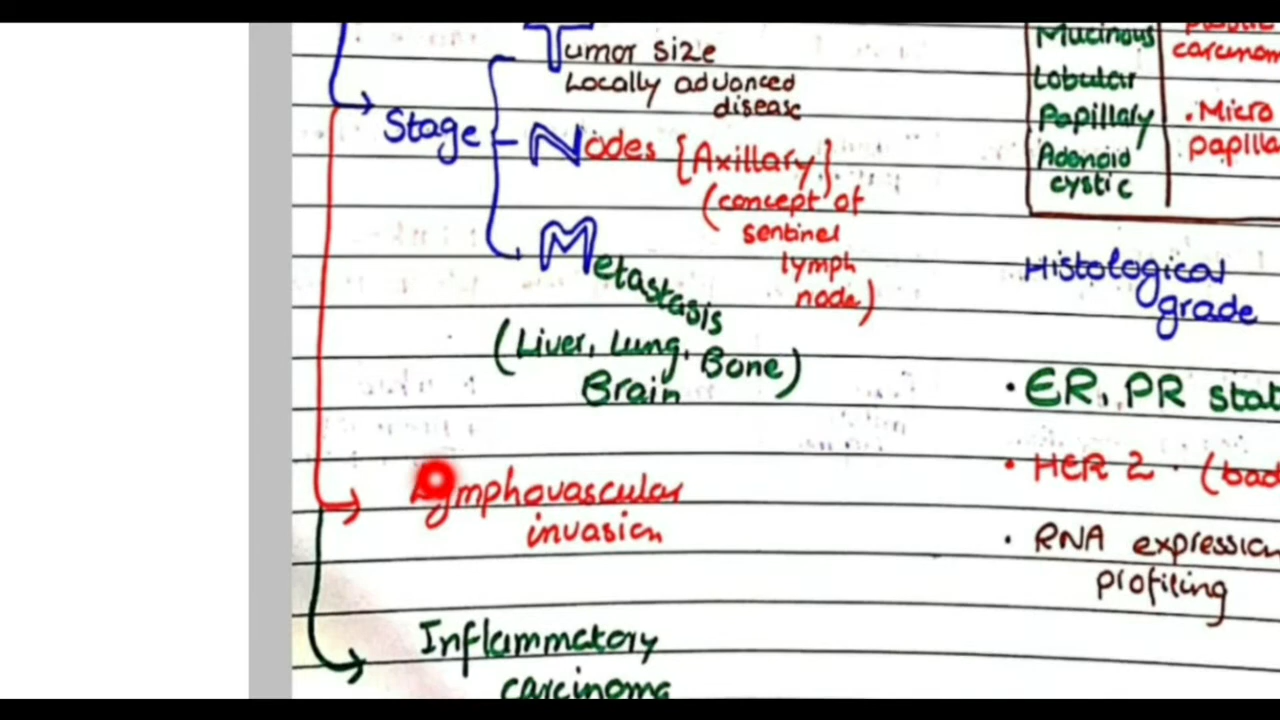 Tumor size
Locally advanced
disease
Stage
Nodes [Axillary]
(concept of
sentinel
lymph
node)
Metastasis
(Liver, Lung, Bone)
Brain
Lymphovascular
invasion
Inflammatory
carcinoma
Mucinous
Lobular
Papillary
Adenoid
cystic
carcinom
. Micro
papilla
Histological
grade
• ER, PR stat
• HER 2 . (bad
• RNA expression
profiling